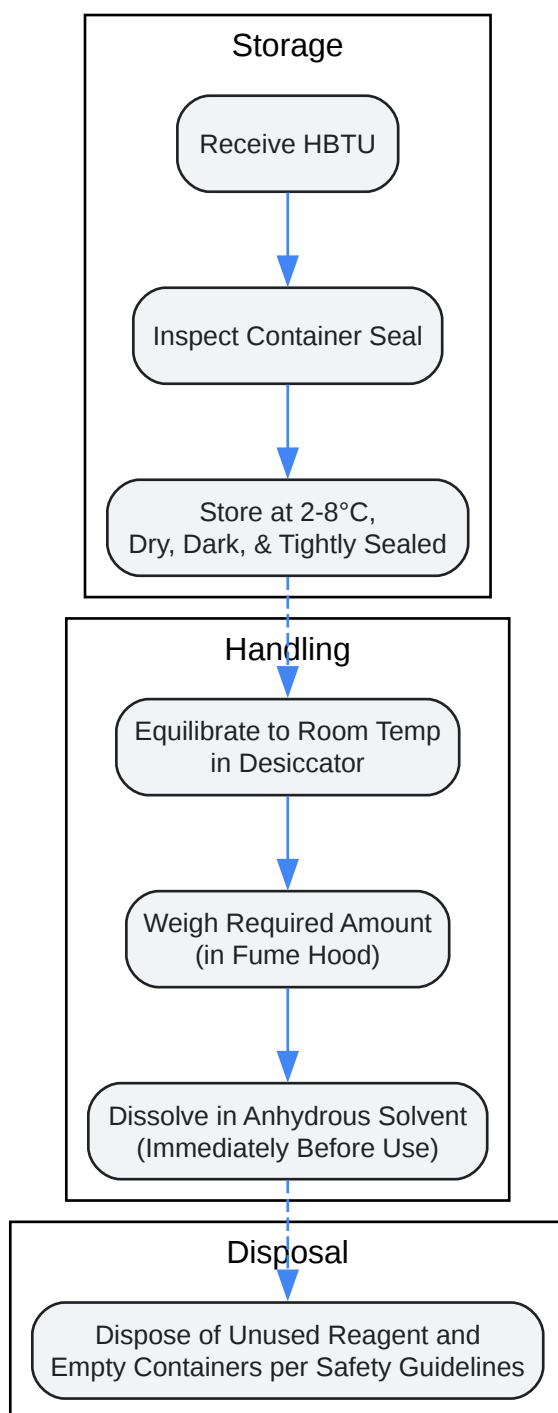 Storage
Receive HBTU
Inspect Container Seal
Store at 2-8°C,
Dry, Dark, & Tightly Sealed
Handling
Equilibrate to Room Temp
in Desiccator
Weigh Required Amount
(in Fume Hood)
Dissolve in Anhydrous Solvent
(Immediately Before Use)
Disposal
Dispose of Unused Reagent and
Empty Containers per Safety Guidelines